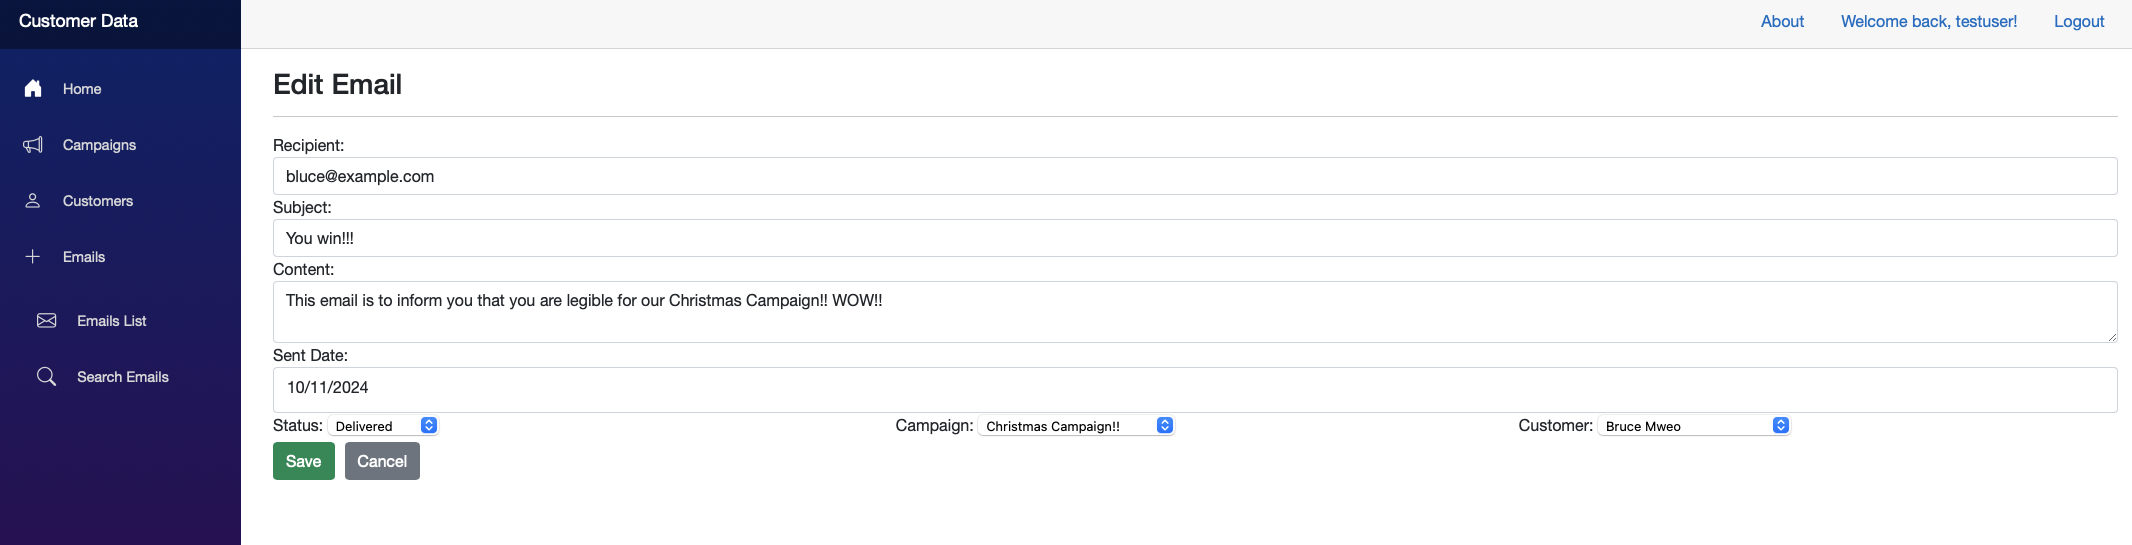 Customer Data
About Welcome back, testuser! Logout
Home
Campaigns
Customers
Emails
Emails List
Search Emails
Edit Email
Recipient:
bluce@example.com
Subject:
You win!!!
Content:
This email is to inform you that you are legible for our Christmas Campaign!! WOW!!
Sent Date:
10/11/2024
Status: Delivered Campaign: Christmas Campaign!! Customer: Bruce Mweo
Save Cancel